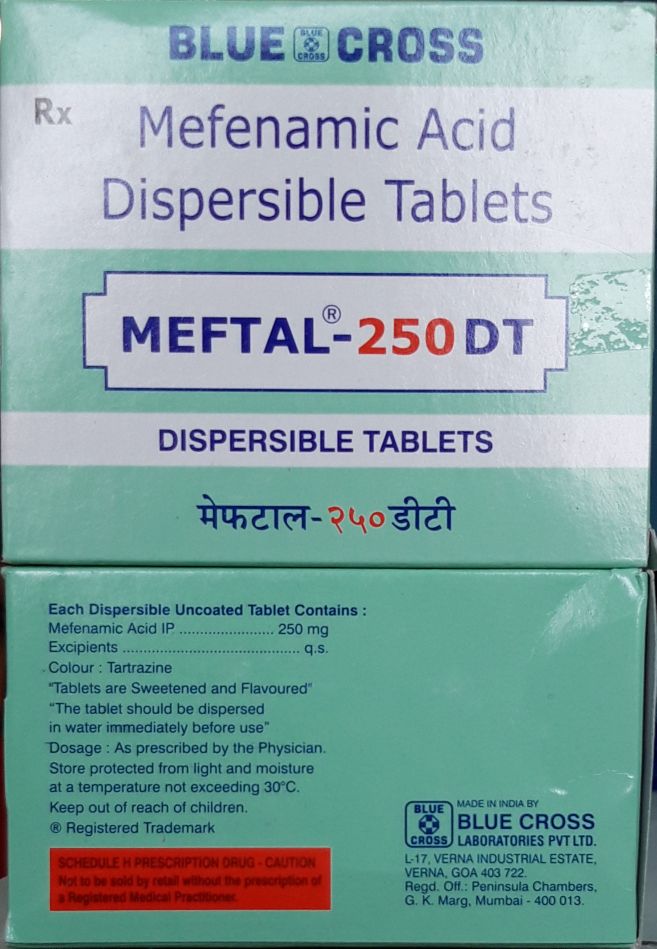 BLUE CROSS
BLUE
CROSS
Rx
Mefenamic Acid
Dispersible Tablets
MEFTAL®-250 DT
DISPERSIBLE TABLETS
मेफटाल-२५० डीटी
Each Dispersible Uncoated Tablet Contains :
Mefenamic Acid IP ....................... 250 mg
Excipients ........................................... q.s.
Colour : Tartrazine
"Tablets are Sweetened and Flavoured"
"The tablet should be dispersed
in water immediately before use"
Dosage : As prescribed by the Physician.
Store protected from light and moisture
at a temperature not exceeding 30°C.
Keep out of reach of children.
® Registered Trademark
SCHEDULE H PRESCRIPTION DRUG - CAUTION
Not to be sold by retail without the prescription of
a Registered Medical Practitioner.
BLUE
CROSS
MADE IN INDIA BY
BLUE CROSS
LABORATORIES PVT LTD.
L-17, VERNA INDUSTRIAL ESTATE,
VERNA, GOA 403 722.
Regd. Off.: Peninsula Chambers,
G. K. Marg, Mumbai - 400 013.